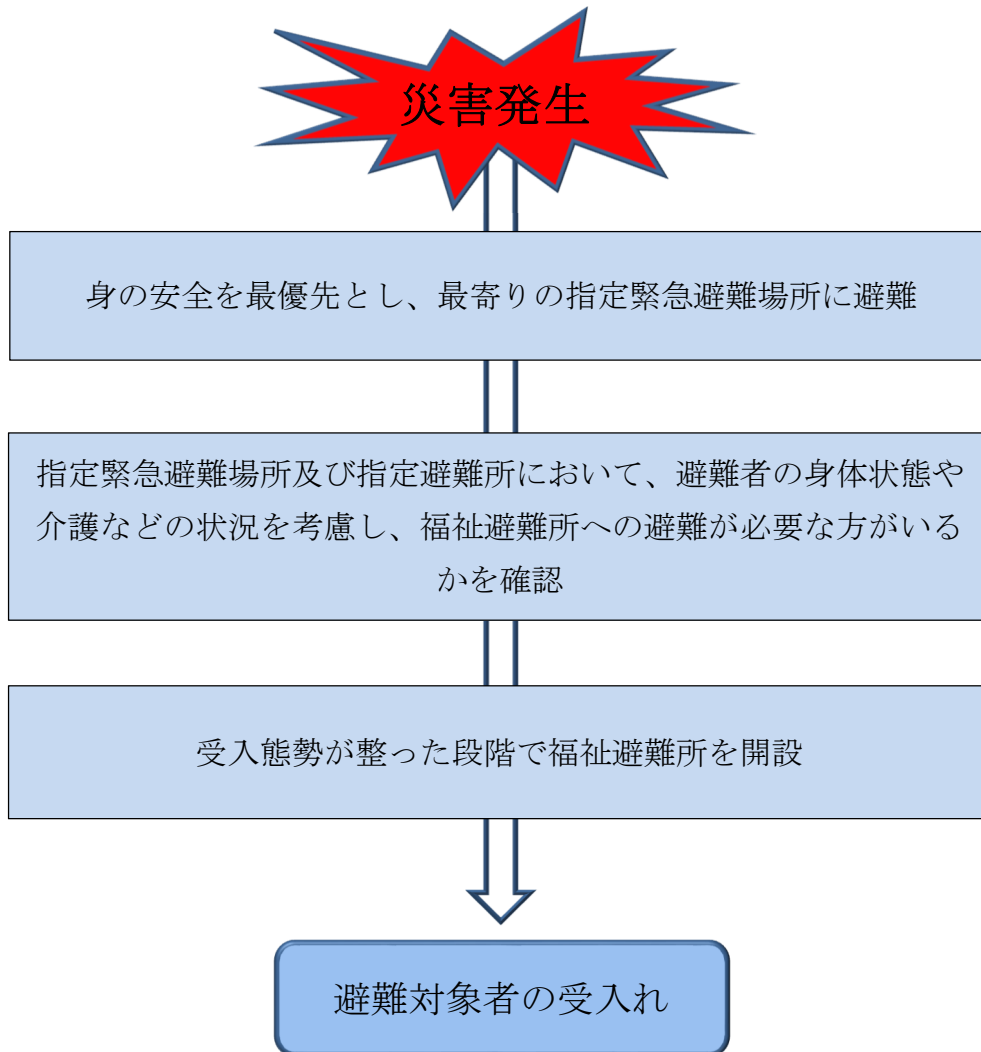 災害発生
身の安全を最優先とし、最寄りの指定緊急避難場所に避難
指定緊急避難場所及び指定避難所において、避難者の身体状態や
介護などの状況を考慮し、福祉避難所への避難が必要な方がいる
かを確認
受入態勢が整った段階で福祉避難所を開設
避難対象者の受入れ